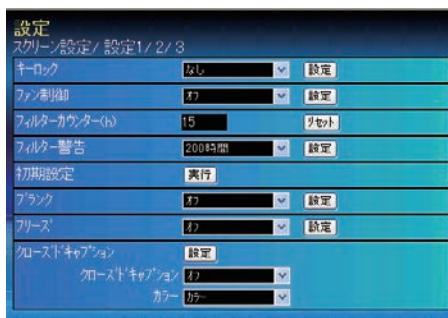 設定
スクリーン設定/ 設定1/ 2/ 3
キーロック なし 設定
ファン制御 オフ 設定
フィルターカウンター(h) 15 リセット
フィルター警告 200時間 設定
初期設定 実行
ブランク オフ 設定
フリーズ オフ 設定
クローズドキャプション 設定
クローズドキャプション オフ
カラー カラー